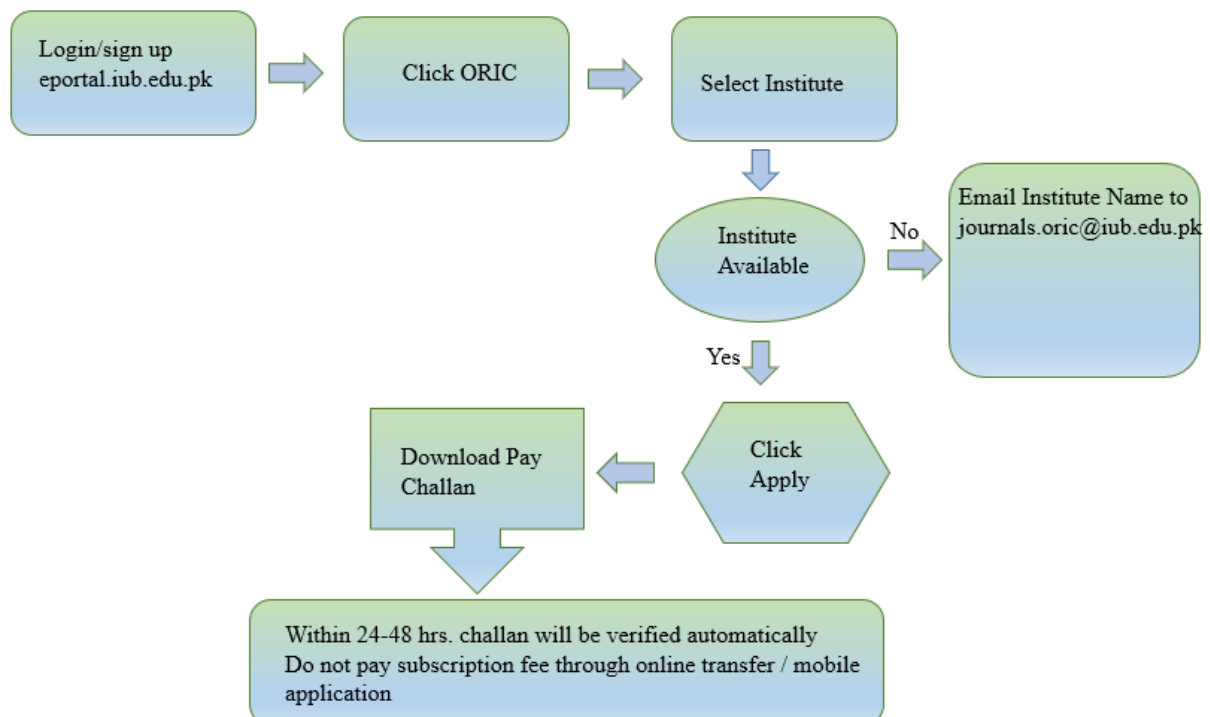 Login/sign up
eportal.iub.edu.pk
Click ORIC
Select Institute
Institute
Available
No
Email Institute Name to
journals.oric@iub.edu.pk
Yes
Click
Apply
Download Pay
Challan
Within 24-48 hrs. challan will be verified automatically
Do not pay subscription fee through online transfer / mobile
application